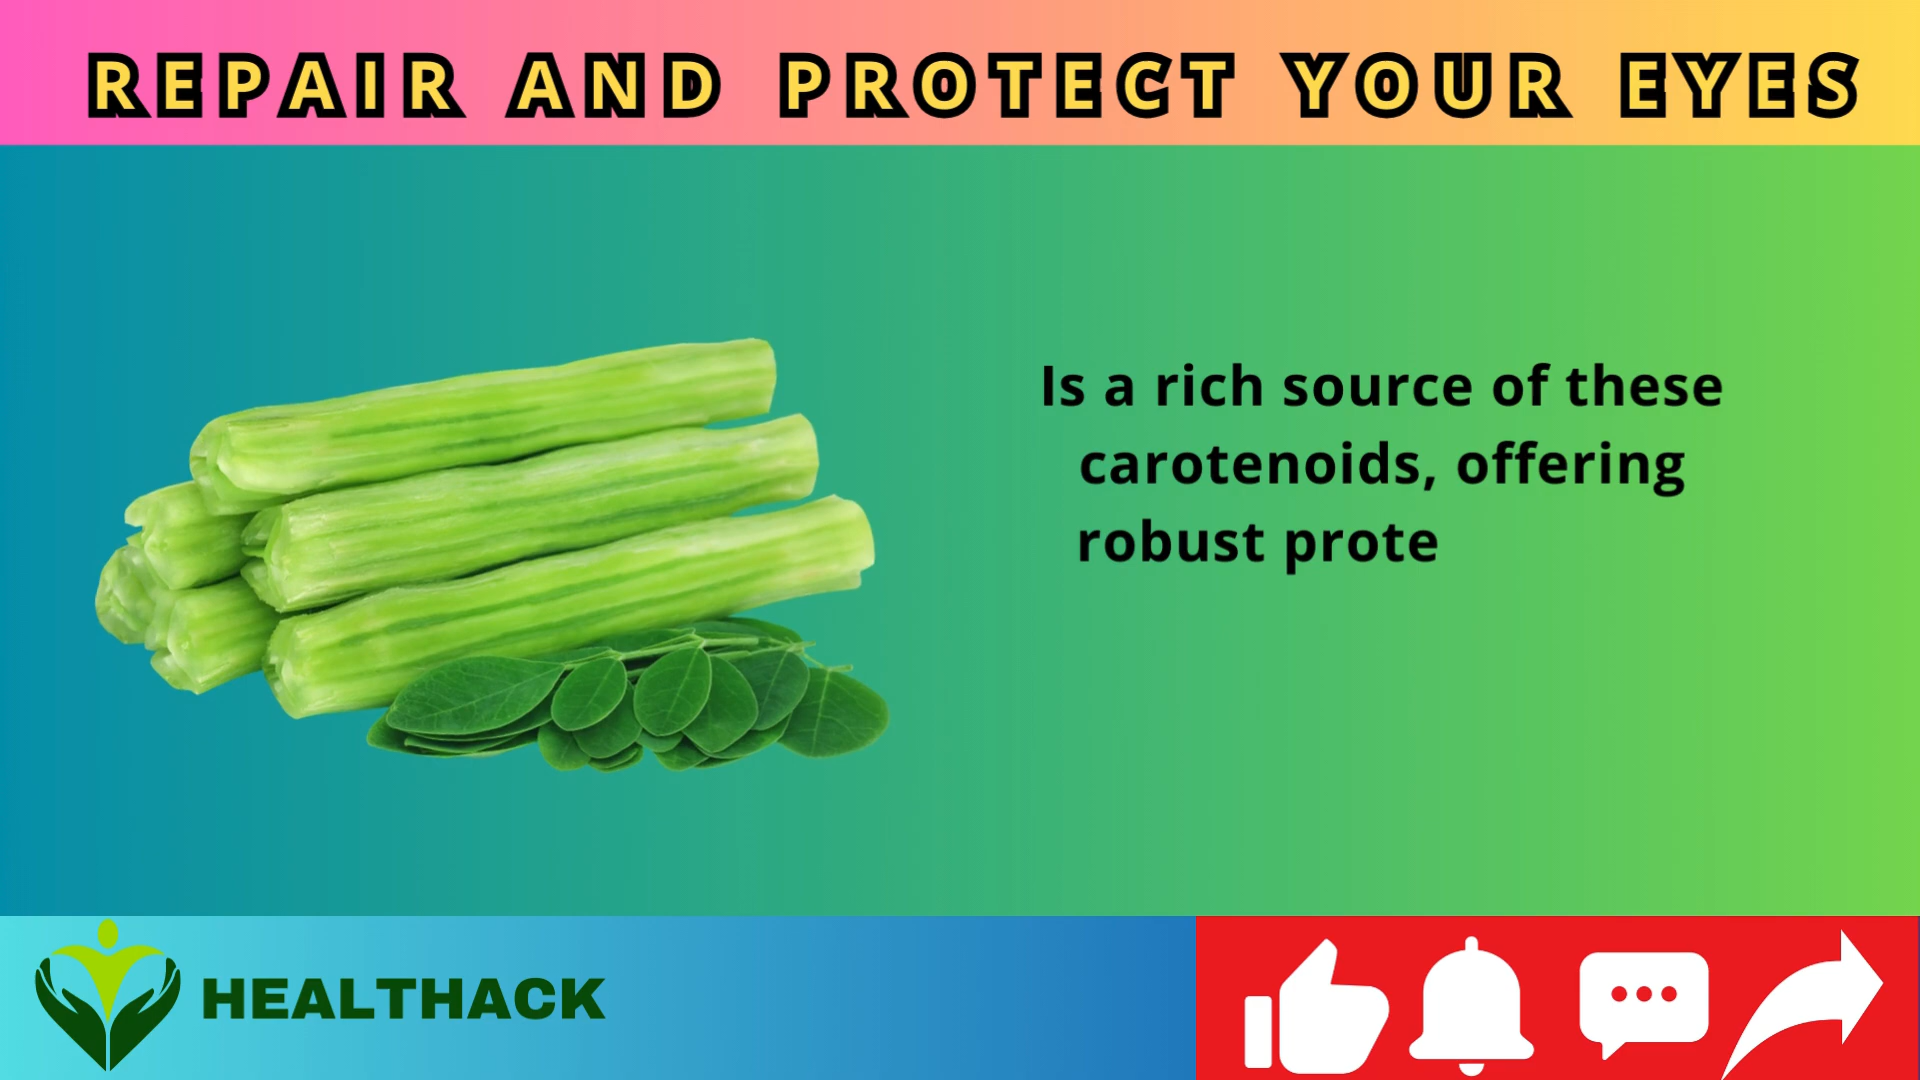 REPAIR AND PROTECT YOUR EYES
Is a rich source of these
carotenoids, offering
robust prote
HEALTHACK